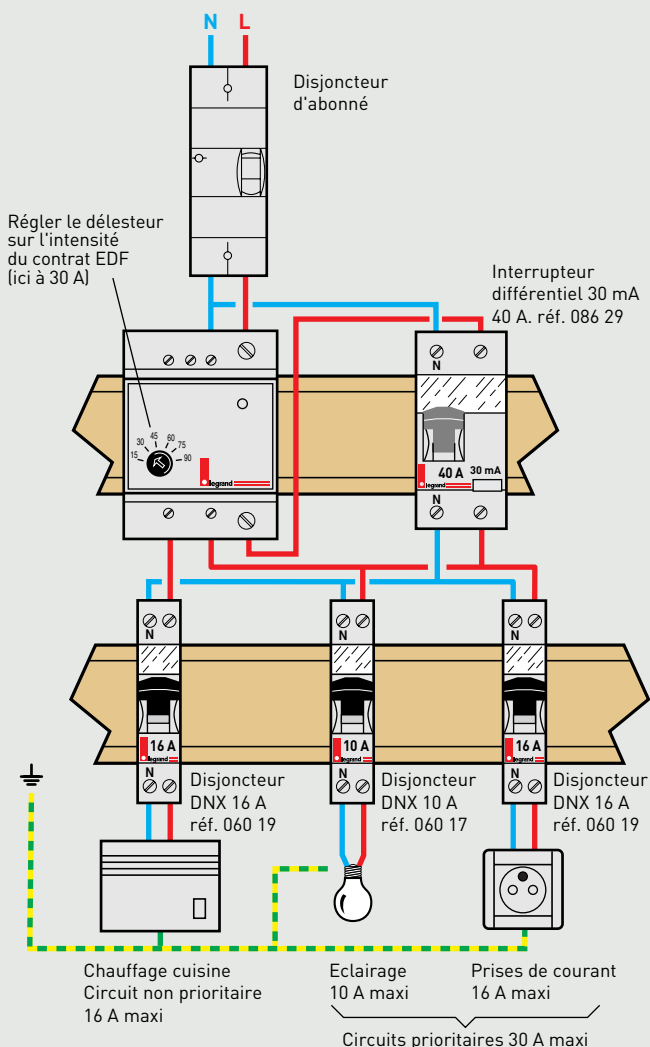 N L
Disjoncteur
d'abonné
Régler le délesteur
sur l'intensité
du contrat EDF
(ici à 30 A)
Interrupteur
différentiel 30 mA
40 A. réf. 086 29
N
15 30 45 60 75 90
legrand
40 A 30 mA
legrand
N
N
N
N
16 A
legrand
10 A
legrand
16 A
legrand
N
N
N
Disjoncteur
DNX 16 A
réf. 060 19
Disjoncteur
DNX 10 A
réf. 060 17
Disjoncteur
DNX 16 A
réf. 060 19
Chauffage cuisine
Circuit non prioritaire
16 A maxi
Eclairage
10 A maxi
Prises de courant
16 A maxi
Circuits prioritaires 30 A maxi